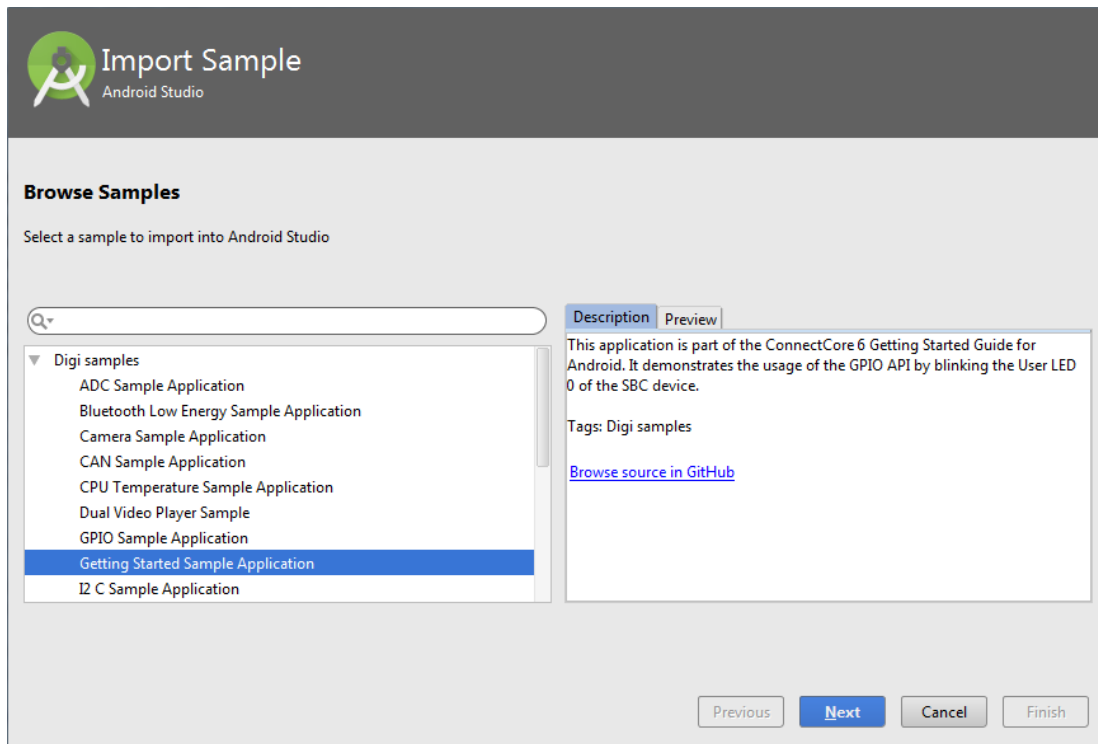 Import Sample
Android Studio
Browse Samples
Select a sample to import into Android Studio
Digi samples
ADC Sample Application
Bluetooth Low Energy Sample Application
Camera Sample Application
CAN Sample Application
CPU Temperature Sample Application
Dual Video Player Sample
GPIO Sample Application
Getting Started Sample Application
I2 C Sample Application
Description
Preview
This application is part of the ConnectCore 6 Getting Started Guide for
Android. It demonstrates the usage of the GPIO API by blinking the User LED
0 of the SBC device.
Tags: Digi samples
Browse source in GitHub
Previous
Next
Cancel
Finish